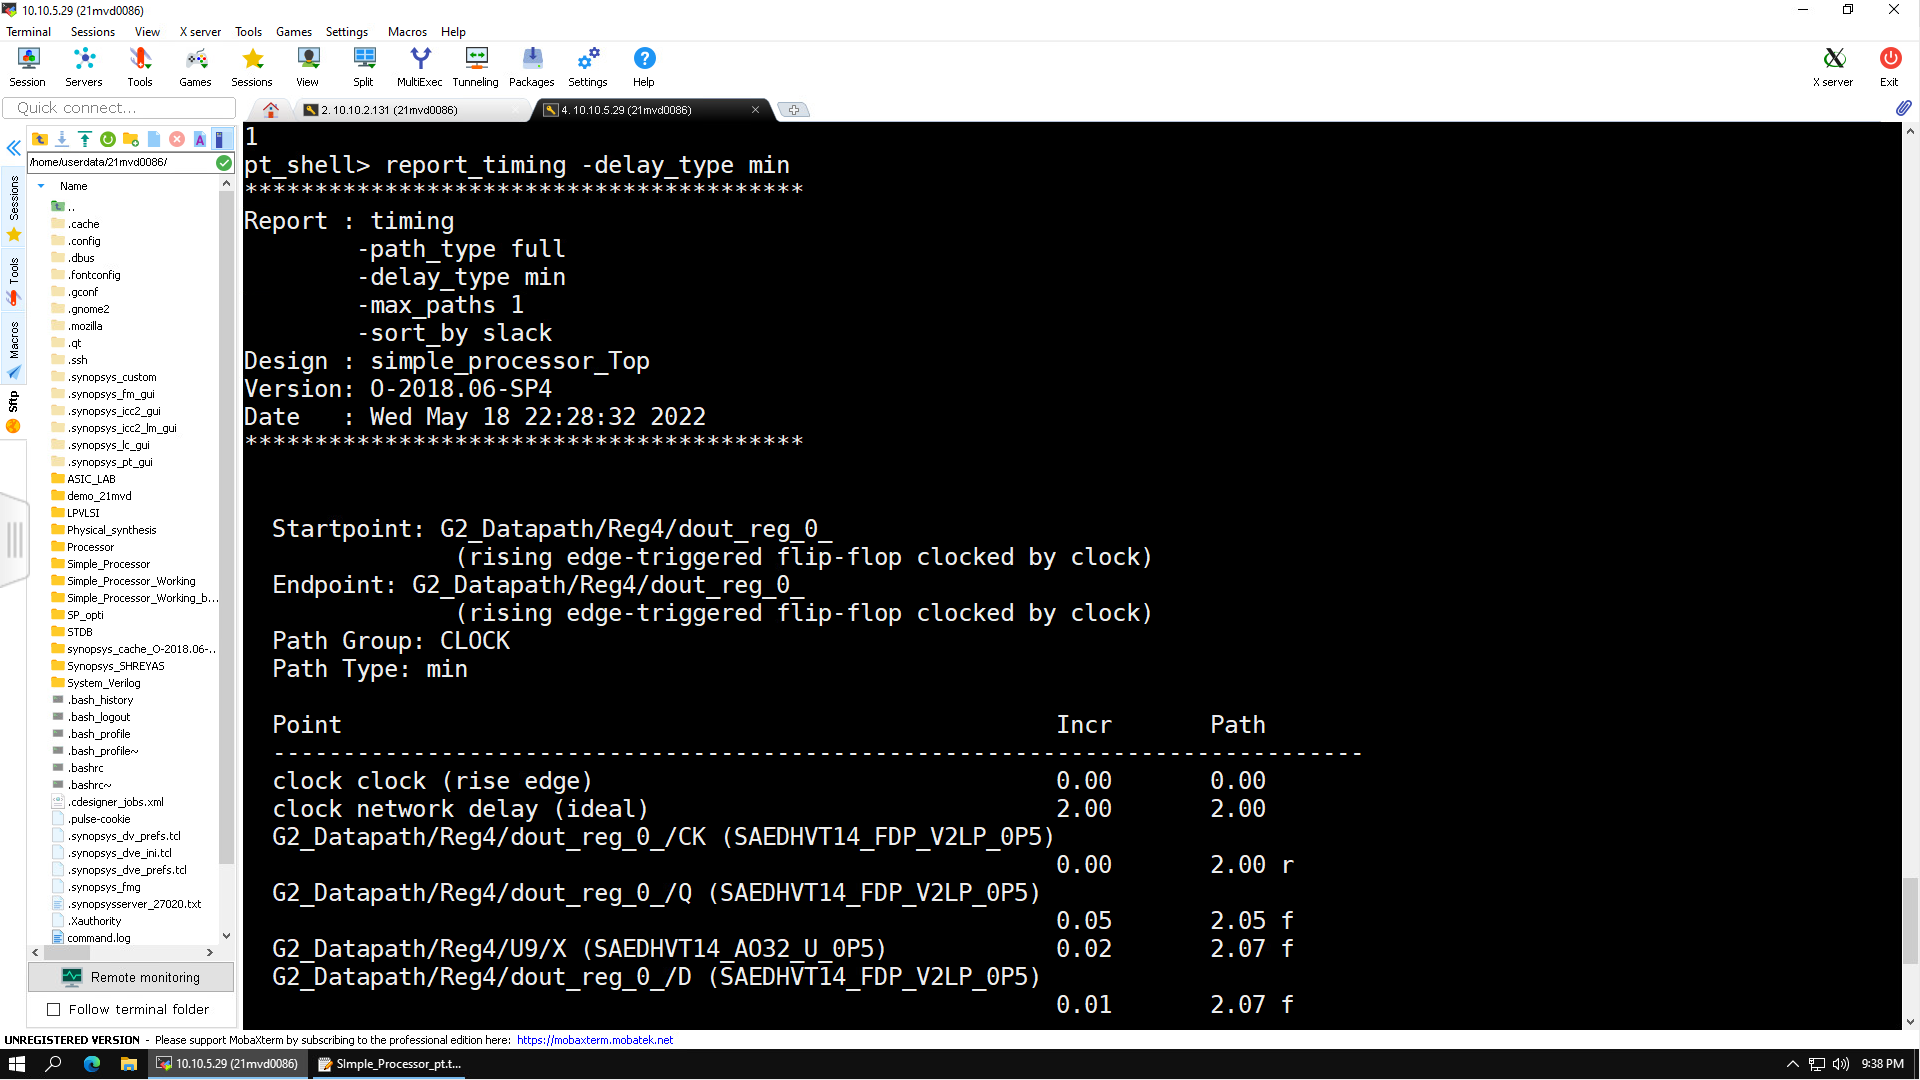 10.10.5.29 (21mvd0086)
Terminal Sessions View X server Tools Games Settings Macros Help
Session Servers Tools Games Sessions View Split MultiExec Tunneling Packages Settings Help X server Exit
Quick connect...
2. 10.10.2.131 (21mvd0086)
4. 10.10.5.29 (21mvd0086)
Sessions
Tools
Macros
Sftp
/home/userdata/21mvd0086/
Name
..
.cache
.config
.dbus
.fontconfig
.gconf
.gnome2
.mozilla
.qt
.ssh
.synopsys_custom
.synopsys_fm_gui
.synopsys_icc2_gui
.synopsys_icc2_lm_gui
.synopsys_lc_gui
.synopsys_pt_gui
ASIC_LAB
demo_21mvd
LPVLSI
Physical_synthesis
Processor
Simple_Processor
Simple_Processor_Working
Simple_Processor_Working_b...
SP_opti
STDB
synopsys_cache_O-2018.06-..
Synopsys_SHREYAS
System_Verilog
.bash_history
.bash_logout
.bash_profile
.bash_profile~
.bashrc
.bashrc~
.cdesigner_jobs.xml
.pulse-cookie
.synopsys_dv_prefs.tcl
.synopsys_dve_ini.tcl
.synopsys_dve_prefs.tcl
.synopsys_fmg
.synopsysserver_27020.txt
.Xauthority
command.log
Remote monitoring
Follow terminal folder
1
pt_shell> report_timing -delay_type min
****************************************
Report : timing
-path_type full
-delay_type min
-max_paths 1
-sort_by slack
Design : simple_processor_Top
Version: O-2018.06-SP4
Date : Wed May 18 22:28:32 2022
****************************************
Startpoint: G2_Datapath/Reg4/dout_reg_0_
(rising edge-triggered flip-flop clocked by clock)
Endpoint: G2_Datapath/Reg4/dout_reg_0_
(rising edge-triggered flip-flop clocked by clock)
Path Group: CLOCK
Path Type: min
Point Incr Path
------------------------------------------------------------------------------
clock clock (rise edge) 0.00 0.00
clock network delay (ideal) 2.00 2.00
G2_Datapath/Reg4/dout_reg_0_/CK (SAEDHVT14_FDP_V2LP_0P5)
0.00 2.00 r
G2_Datapath/Reg4/dout_reg_0_/Q (SAEDHVT14_FDP_V2LP_0P5)
0.05 2.05 f
G2_Datapath/Reg4/U9/X (SAEDHVT14_AO32_U_0P5) 0.02 2.07 f
G2_Datapath/Reg4/dout_reg_0_/D (SAEDHVT14_FDP_V2LP_0P5)
0.01 2.07 f
UNREGISTERED VERSION - Please support MobaXterm by subscribing to the professional edition here: https://mobaxterm.mobatek.net
10.10.5.29 (21mvd0086)
SImple_Processor_pt.t...
9:38 PM